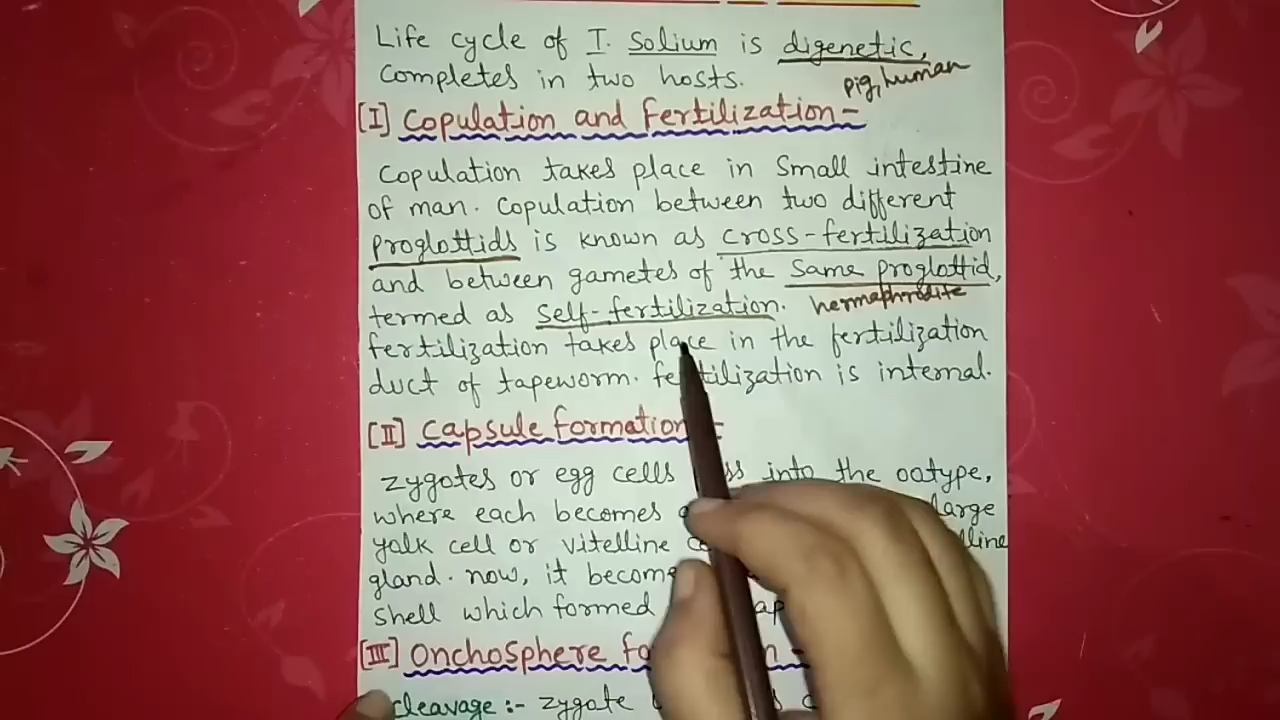 Life cycle of T. Solium is digenetic,
completes in two hosts.
pig, human
[I] Copulation and Fertilization -
Copulation takes place in Small intestine
of man. Copulation between two different
proglottids is known as cross-fertilization
and between gametes of the Same proglottid,
termed as Self-fertilization. hermaphrodite
fertilization takes place in the fertilization
duct of tapeworm. fertilization is internal.
[II] Capsule formation -
Zygotes or egg cells into the ootype,
where each becomes large
yolk cell or vitelline
gland. now, it
Shell which formed
[III] Onchosphere
cleavage :- zygote